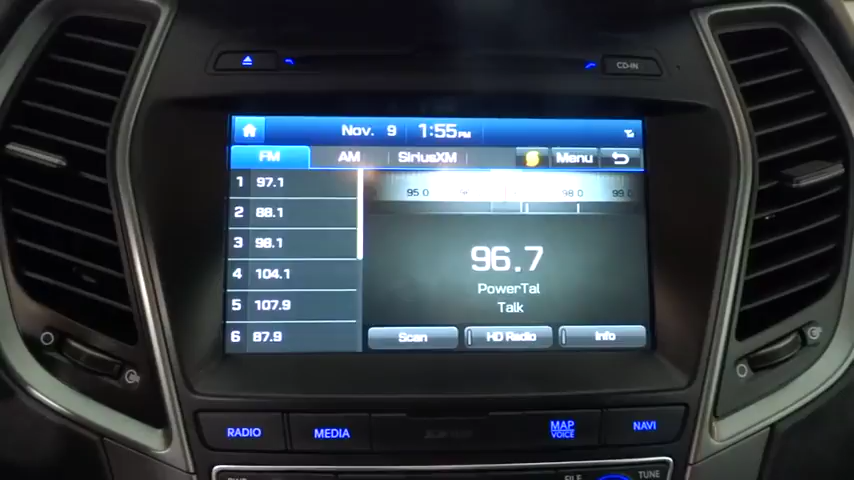 CD-IN
Nov. 9 1:55PM
FM AM SiriusXM Menu
95.0 98.0 99.0
1 97.1
2 88.1
3 98.1
4 104.1
5 107.9
6 87.9
96.7
PowerTal
Talk
Scan HD Radio Info
RADIO MEDIA MAP VOICE NAVI
FILE TUNE